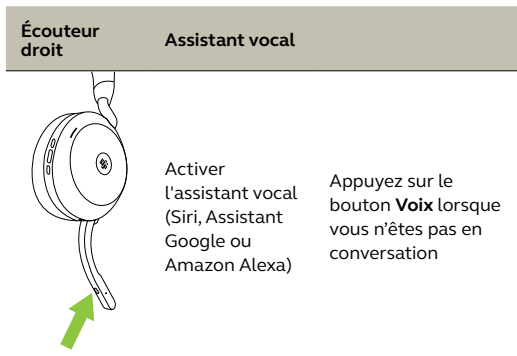 Écouteur
droit
Assistant vocal
Activer
l'assistant vocal
(Siri, Assistant
Google ou
Amazon Alexa)
Appuyez sur le
bouton Voix lorsque
vous n’êtes pas en
conversation